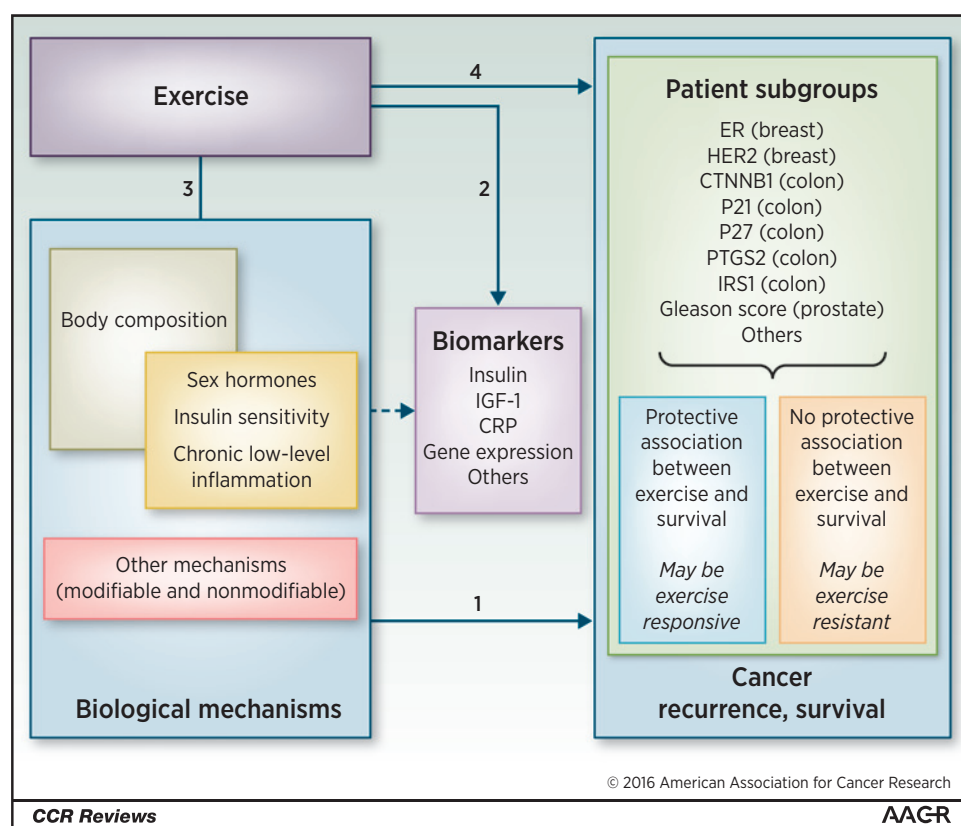 Exercise
4
3
2
Body composition
Sex hormones
Insulin sensitivity
Chronic low-level
inflammation
Other mechanisms
(modifiable and nonmodifiable)
Biological mechanisms
Biomarkers
Insulin
IGF-1
CRP
Gene expression
Others
1
Patient subgroups
ER (breast)
HER2 (breast)
CTNNB1 (colon)
P21 (colon)
P27 (colon)
PTGS2 (colon)
IRS1 (colon)
Gleason score (prostate)
Others
Protective
association
between
exercise and
survival
May be
exercise
responsive
No protective
association
between
exercise and
survival
May be
exercise
resistant
Cancer
recurrence, survival
© 2016 American Association for Cancer Research
CCR Reviews
AACR